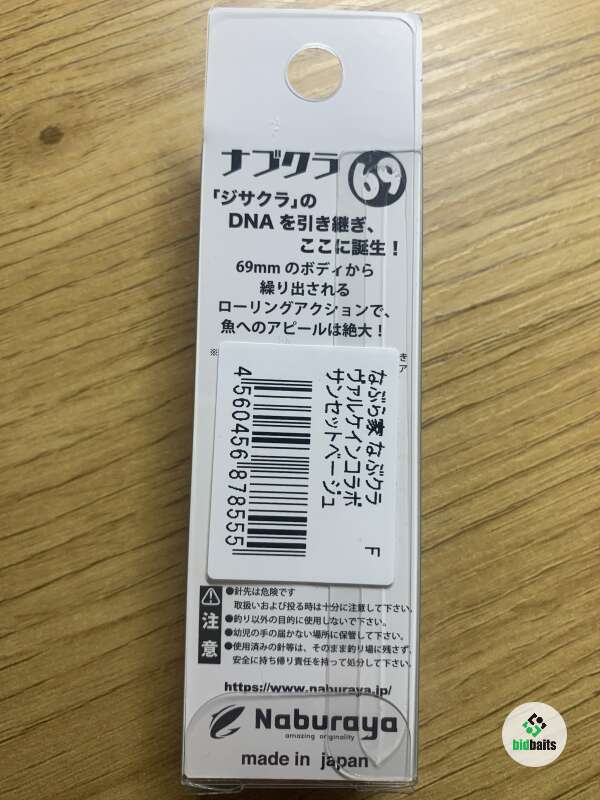 ナブクラ 69
「ジサクラ」の
DNA を引き継ぎ、
ここに誕生！
69mm のボディから
繰り出される
ローリングアクションで、
魚へのアピールは絶大！
※
き
ア
なぶら家 なぶクラ F
ヴァルケインコラボ
サンセットベージュ
4560456878555
注意
●針先は危険です
取扱いおよび投る時は十分に注意して下さい。
●釣り以外の目的に使用しないで下さい。
●幼児の手の届かない場所に保管して下さい。
●使用済みの針等は、そのまま釣り場に残さず、
安全に持ち帰り責任を持って処分して下さい。
https://www.naburaya.jp/
Naburaya
amazing originality
made in japan
bidbaits